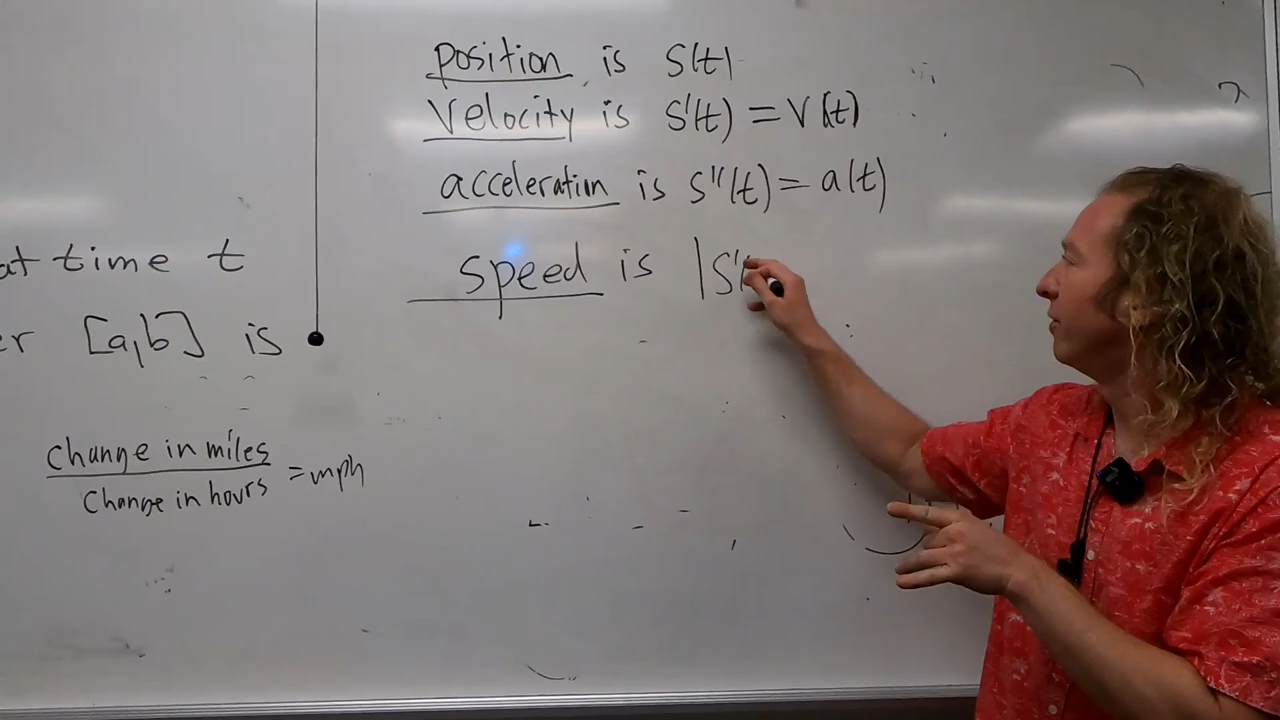 position is S(t)
velocity is S'(t) = V(t)
acceleration is S''(t) = a(t)
speed is |S'(
at time t
er [a,b] is
change in miles
change in hours = mph